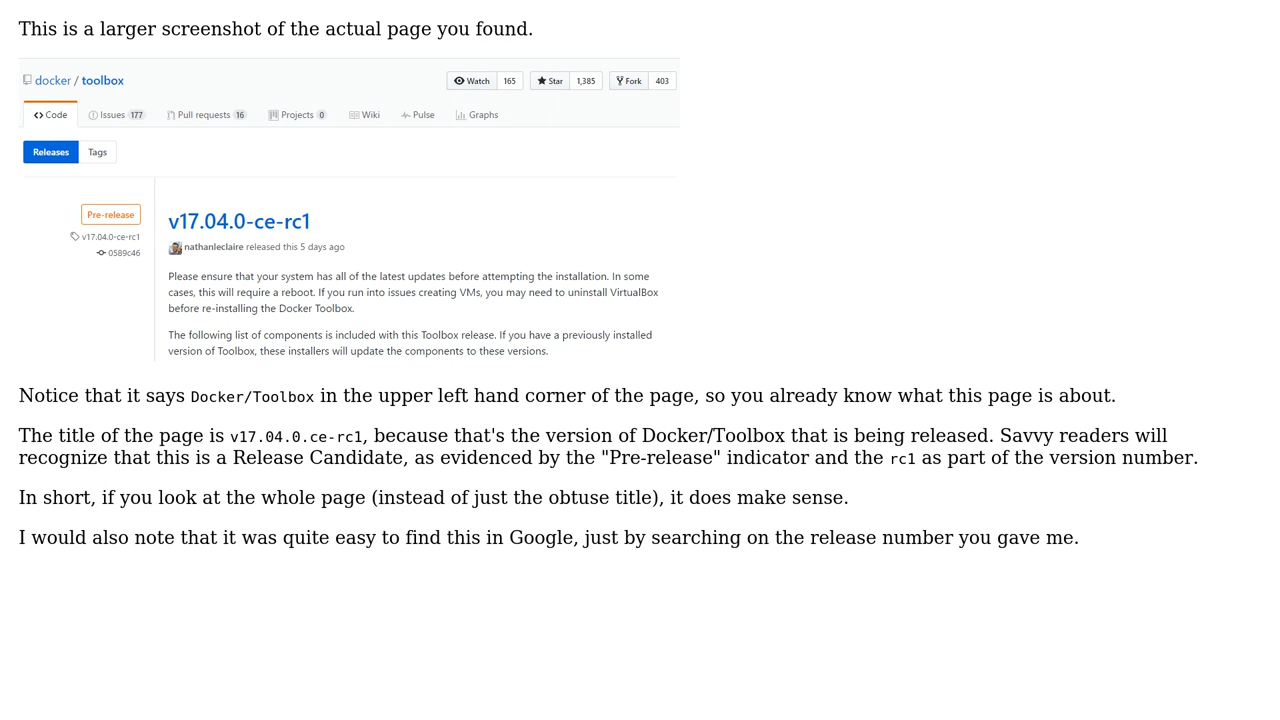 This is a larger screenshot of the actual page you found.
docker / toolbox
Watch 165 Star 1,385 Fork 403
Code Issues 177 Pull requests 16 Projects 0 Wiki Pulse Graphs
Releases Tags
Pre-release
v17.04.0-ce-rc1
0589c46
v17.04.0-ce-rc1
nathanleclaire released this 5 days ago
Please ensure that your system has all of the latest updates before attempting the installation. In some
cases, this will require a reboot. If you run into issues creating VMs, you may need to uninstall VirtualBox
before re-installing the Docker Toolbox.
The following list of components is included with this Toolbox release. If you have a previously installed
version of Toolbox, these installers will update the components to these versions.
Notice that it says Docker/Toolbox in the upper left hand corner of the page, so you already know what this page is about.
The title of the page is v17.04.0.ce-rc1, because that's the version of Docker/Toolbox that is being released. Savvy readers will
recognize that this is a Release Candidate, as evidenced by the "Pre-release" indicator and the rc1 as part of the version number.
In short, if you look at the whole page (instead of just the obtuse title), it does make sense.
I would also note that it was quite easy to find this in Google, just by searching on the release number you gave me.